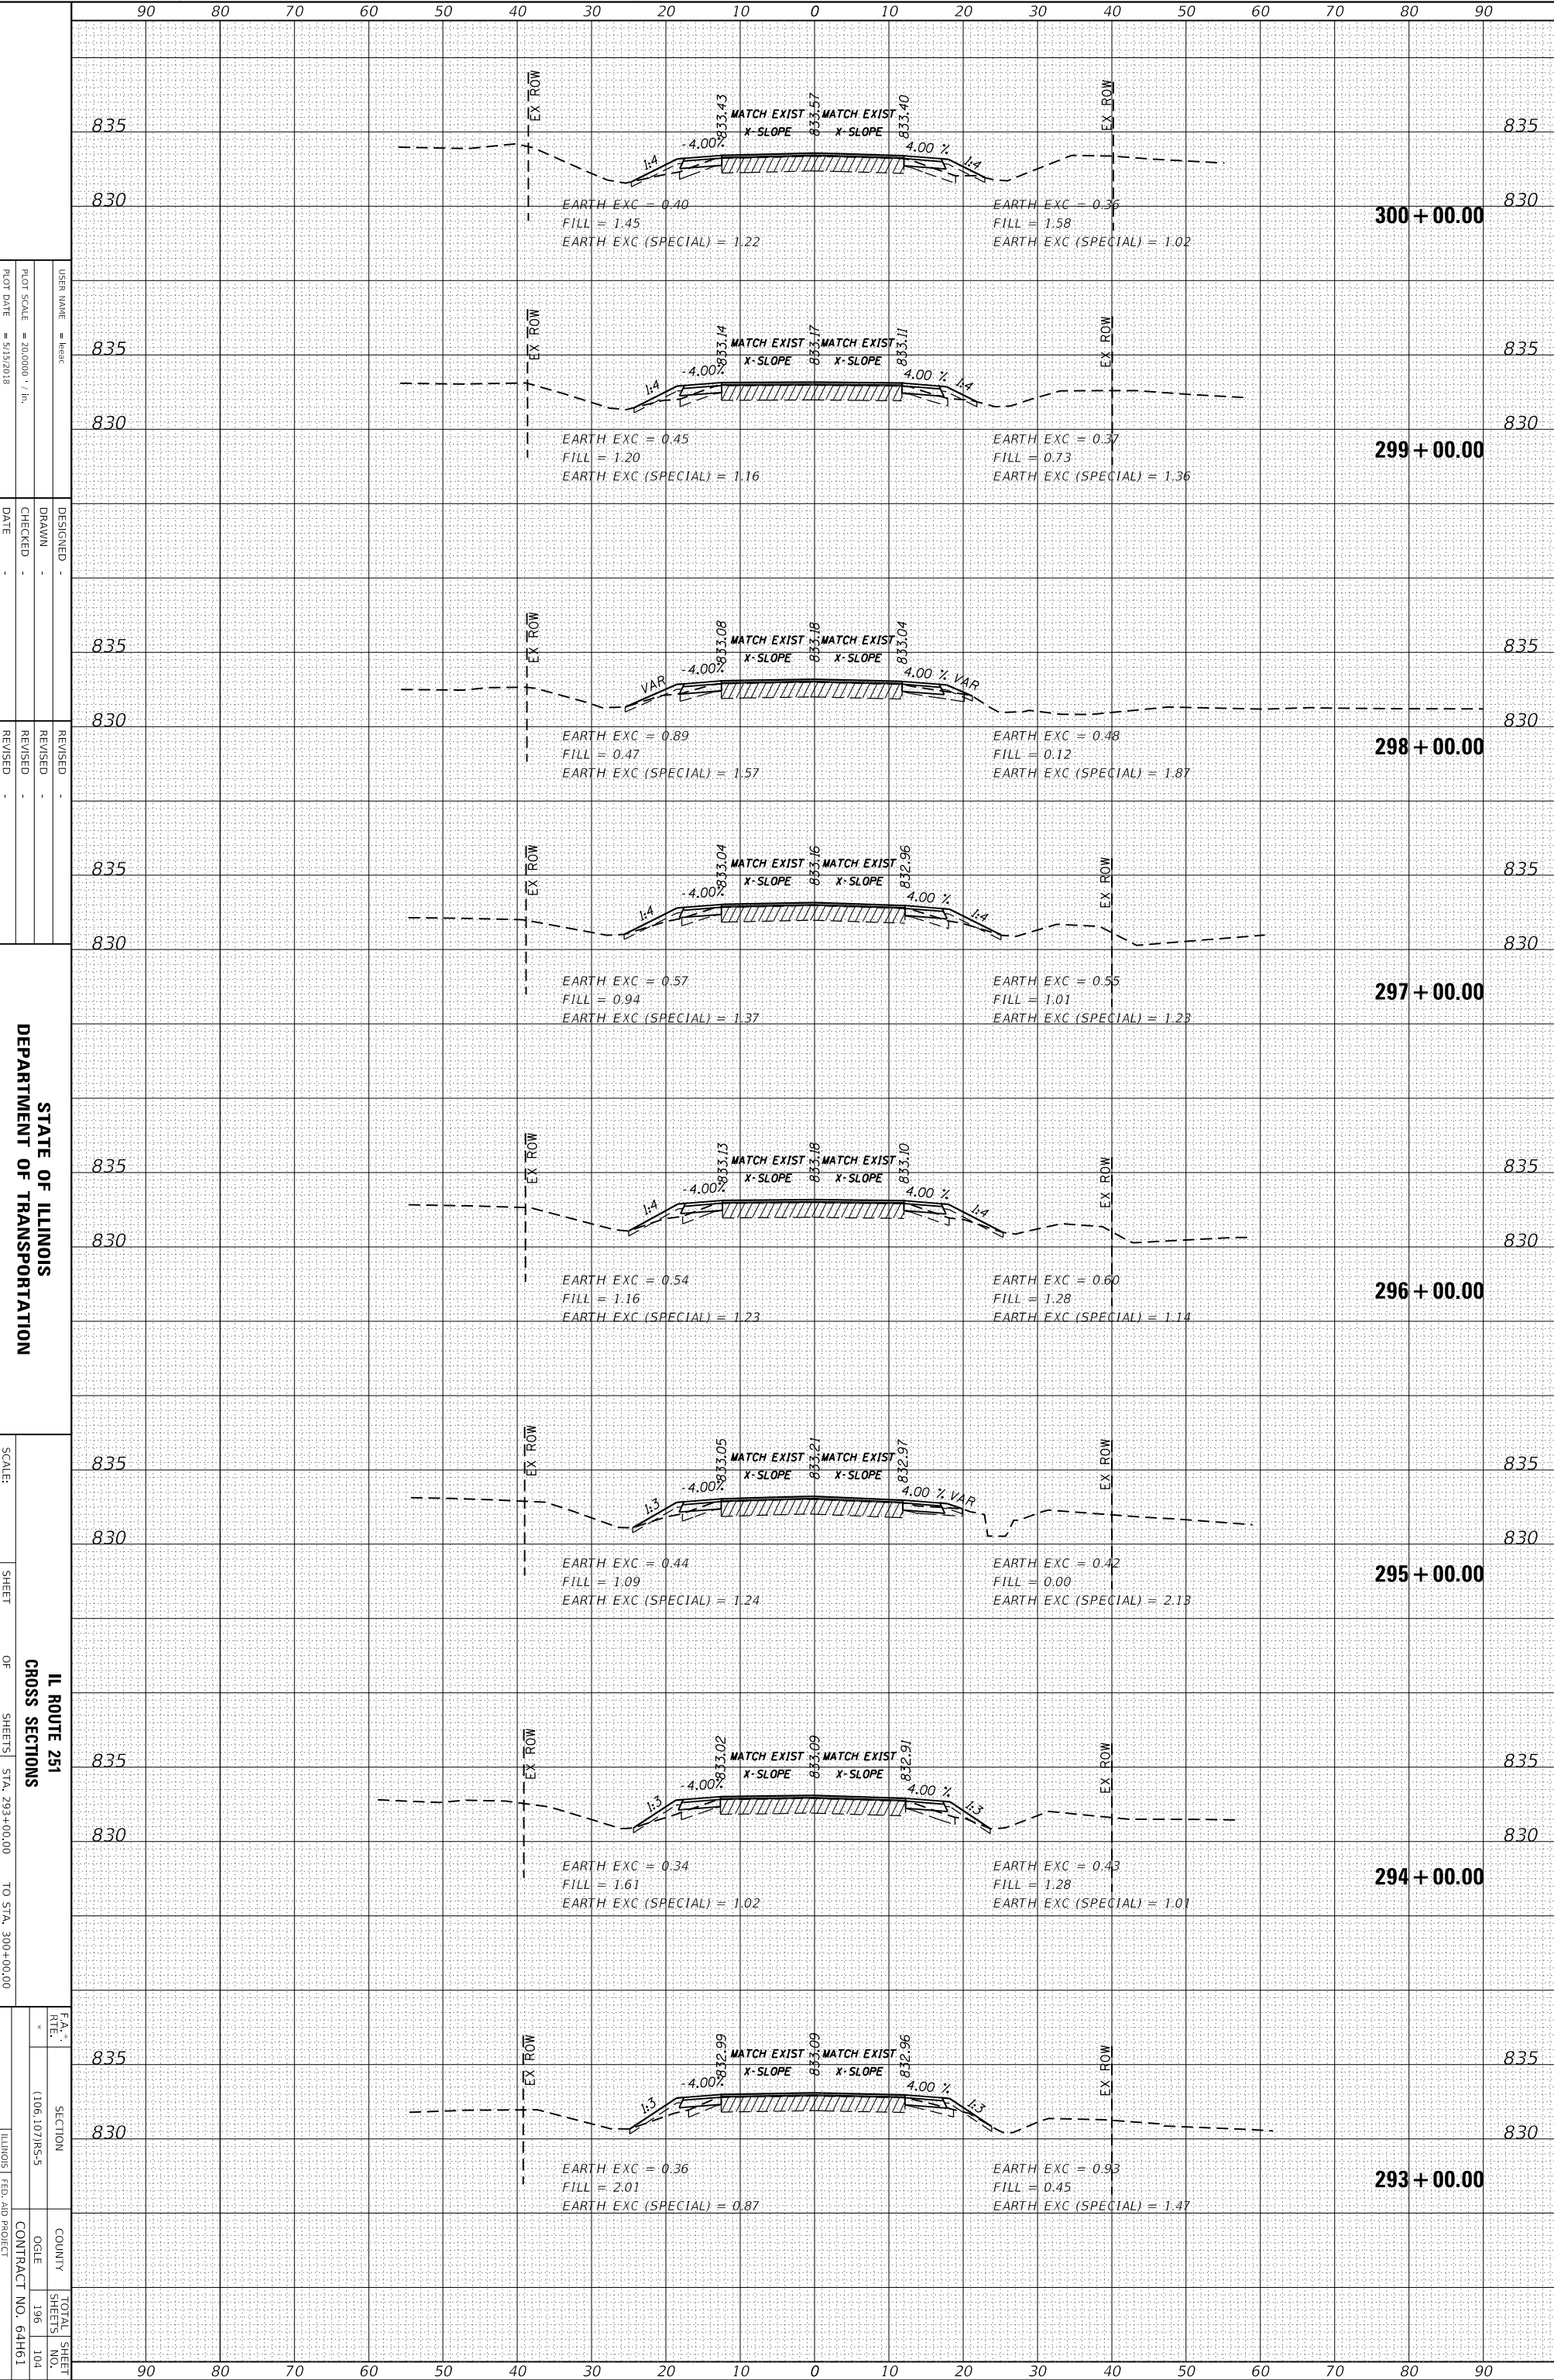 90 80 70 60 50 40 30 20 10 0 10 20 30 40 50 60 70 80 90
EX ROW
EX ROW
833.43
833.57
833.40
MATCH EXIST MATCH EXIST
X-SLOPE X-SLOPE
835 835
-4.00% 4.00 %
1:4 1:4
830 830
EARTH EXC = 0.40 EARTH EXC = 0.36
FILL = 1.45 FILL = 1.58
EARTH EXC (SPECIAL) = 1.22 EARTH EXC (SPECIAL) = 1.02
300+00.00
EX ROW
EX ROW
833.14
833.17
833.11
MATCH EXIST MATCH EXIST
X-SLOPE X-SLOPE
835 835
-4.00% 4.00 %
1:4 1:4
830 830
EARTH EXC = 0.45 EARTH EXC = 0.37
FILL = 1.20 FILL = 0.73
EARTH EXC (SPECIAL) = 1.16 EARTH EXC (SPECIAL) = 1.36
299+00.00
EX ROW
833.08
833.18
833.04
MATCH EXIST MATCH EXIST
X-SLOPE X-SLOPE
835 835
-4.00% 4.00 %
VAR VAR
830 830
EARTH EXC = 0.89 EARTH EXC = 0.48
FILL = 0.47 FILL = 0.12
EARTH EXC (SPECIAL) = 1.57 EARTH EXC (SPECIAL) = 1.87
298+00.00
EX ROW
EX ROW
833.04
833.16
832.96
MATCH EXIST MATCH EXIST
X-SLOPE X-SLOPE
835 835
-4.00% 4.00 %
1:4 1:4
830 830
EARTH EXC = 0.57 EARTH EXC = 0.55
FILL = 0.94 FILL = 1.01
EARTH EXC (SPECIAL) = 1.37 EARTH EXC (SPECIAL) = 1.23
297+00.00
EX ROW
EX ROW
833.13
833.18
833.10
MATCH EXIST MATCH EXIST
X-SLOPE X-SLOPE
835 835
-4.00% 4.00 %
1:4 1:4
830 830
EARTH EXC = 0.54 EARTH EXC = 0.60
FILL = 1.16 FILL = 1.28
EARTH EXC (SPECIAL) = 1.23 EARTH EXC (SPECIAL) = 1.14
296+00.00
EX ROW
EX ROW
833.05
833.21
832.97
MATCH EXIST MATCH EXIST
X-SLOPE X-SLOPE
835 835
-4.00% 4.00 %
1:3 VAR
830 830
EARTH EXC = 0.44 EARTH EXC = 0.42
FILL = 1.09 FILL = 0.00
EARTH EXC (SPECIAL) = 1.24 EARTH EXC (SPECIAL) = 2.13
295+00.00
EX ROW
EX ROW
833.02
833.09
832.91
MATCH EXIST MATCH EXIST
X-SLOPE X-SLOPE
835 835
-4.00% 4.00 %
1:3 1:3
830 830
EARTH EXC = 0.34 EARTH EXC = 0.43
FILL = 1.61 FILL = 1.28
EARTH EXC (SPECIAL) = 1.02 EARTH EXC (SPECIAL) = 1.01
294+00.00
EX ROW
EX ROW
832.99
833.09
832.96
MATCH EXIST MATCH EXIST
X-SLOPE X-SLOPE
835 835
-4.00% 4.00 %
1:3 1:3
830 830
EARTH EXC = 0.36 EARTH EXC = 0.93
FILL = 2.01 FILL = 0.45
EARTH EXC (SPECIAL) = 0.87 EARTH EXC (SPECIAL) = 1.47
293+00.00
90 80 70 60 50 40 30 20 10 0 10 20 30 40 50 60 70 80 90
USER NAME = leeac
PLOT SCALE = 20.0000 ' / in.
PLOT DATE = 5/15/2018
DESIGNED -
DRAWN -
CHECKED -
DATE -
REVISED -
REVISED -
REVISED -
REVISED -
STATE OF ILLINOIS
DEPARTMENT OF TRANSPORTATION
IL ROUTE 251
CROSS SECTIONS
SCALE: SHEET OF SHEETS STA. 293+00.00 TO STA. 300+00.00
F.A.*. RTE. SECTION COUNTY TOTAL SHEETS SHEET NO.
* (106,107)RS-5 OGLE 196 104
CONTRACT NO. 64H61
ILLINOIS FED. AID PROJECT